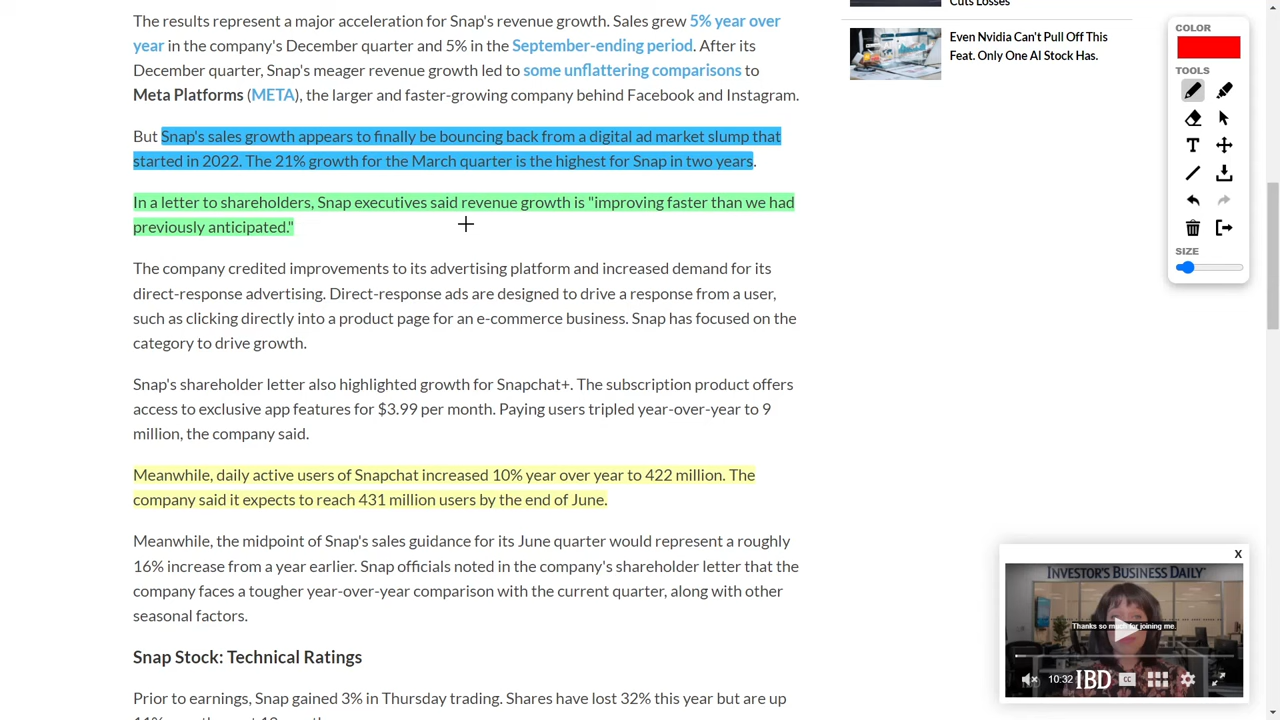 The results represent a major acceleration for Snap's revenue growth. Sales grew 5% year over
year in the company's December quarter and 5% in the September-ending period. After its
December quarter, Snap's meager revenue growth led to some unflattering comparisons to
Meta Platforms (META), the larger and faster-growing company behind Facebook and Instagram.
But Snap's sales growth appears to finally be bouncing back from a digital ad market slump that
started in 2022. The 21% growth for the March quarter is the highest for Snap in two years.
In a letter to shareholders, Snap executives said revenue growth is "improving faster than we had
previously anticipated."
The company credited improvements to its advertising platform and increased demand for its
direct-response advertising. Direct-response ads are designed to drive a response from a user,
such as clicking directly into a product page for an e-commerce business. Snap has focused on the
category to drive growth.
Snap's shareholder letter also highlighted growth for Snapchat+. The subscription product offers
access to exclusive app features for $3.99 per month. Paying users tripled year-over-year to 9
million, the company said.
Meanwhile, daily active users of Snapchat increased 10% year over year to 422 million. The
company said it expects to reach 431 million users by the end of June.
Meanwhile, the midpoint of Snap's sales guidance for its June quarter would represent a roughly
16% increase from a year earlier. Snap officials noted in the company's shareholder letter that the
company faces a tougher year-over-year comparison with the current quarter, along with other
seasonal factors.
Snap Stock: Technical Ratings
Prior to earnings, Snap gained 3% in Thursday trading. Shares have lost 32% this year but are up
Cuts Losses
Even Nvidia Can't Pull Off This
Feat. Only One AI Stock Has.
COLOR
TOOLS
T
SIZE
X
INVESTOR'S BUSINESS DAILY
Thanks so much for joining me.
10:32 IBD CC